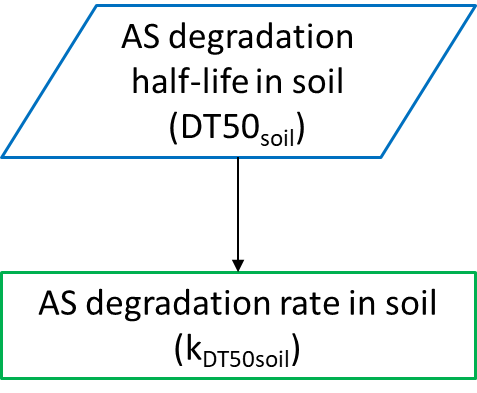 AS degradation
half-life in soil
(DT50soil)
AS degradation rate in soil
(kDT50soil)